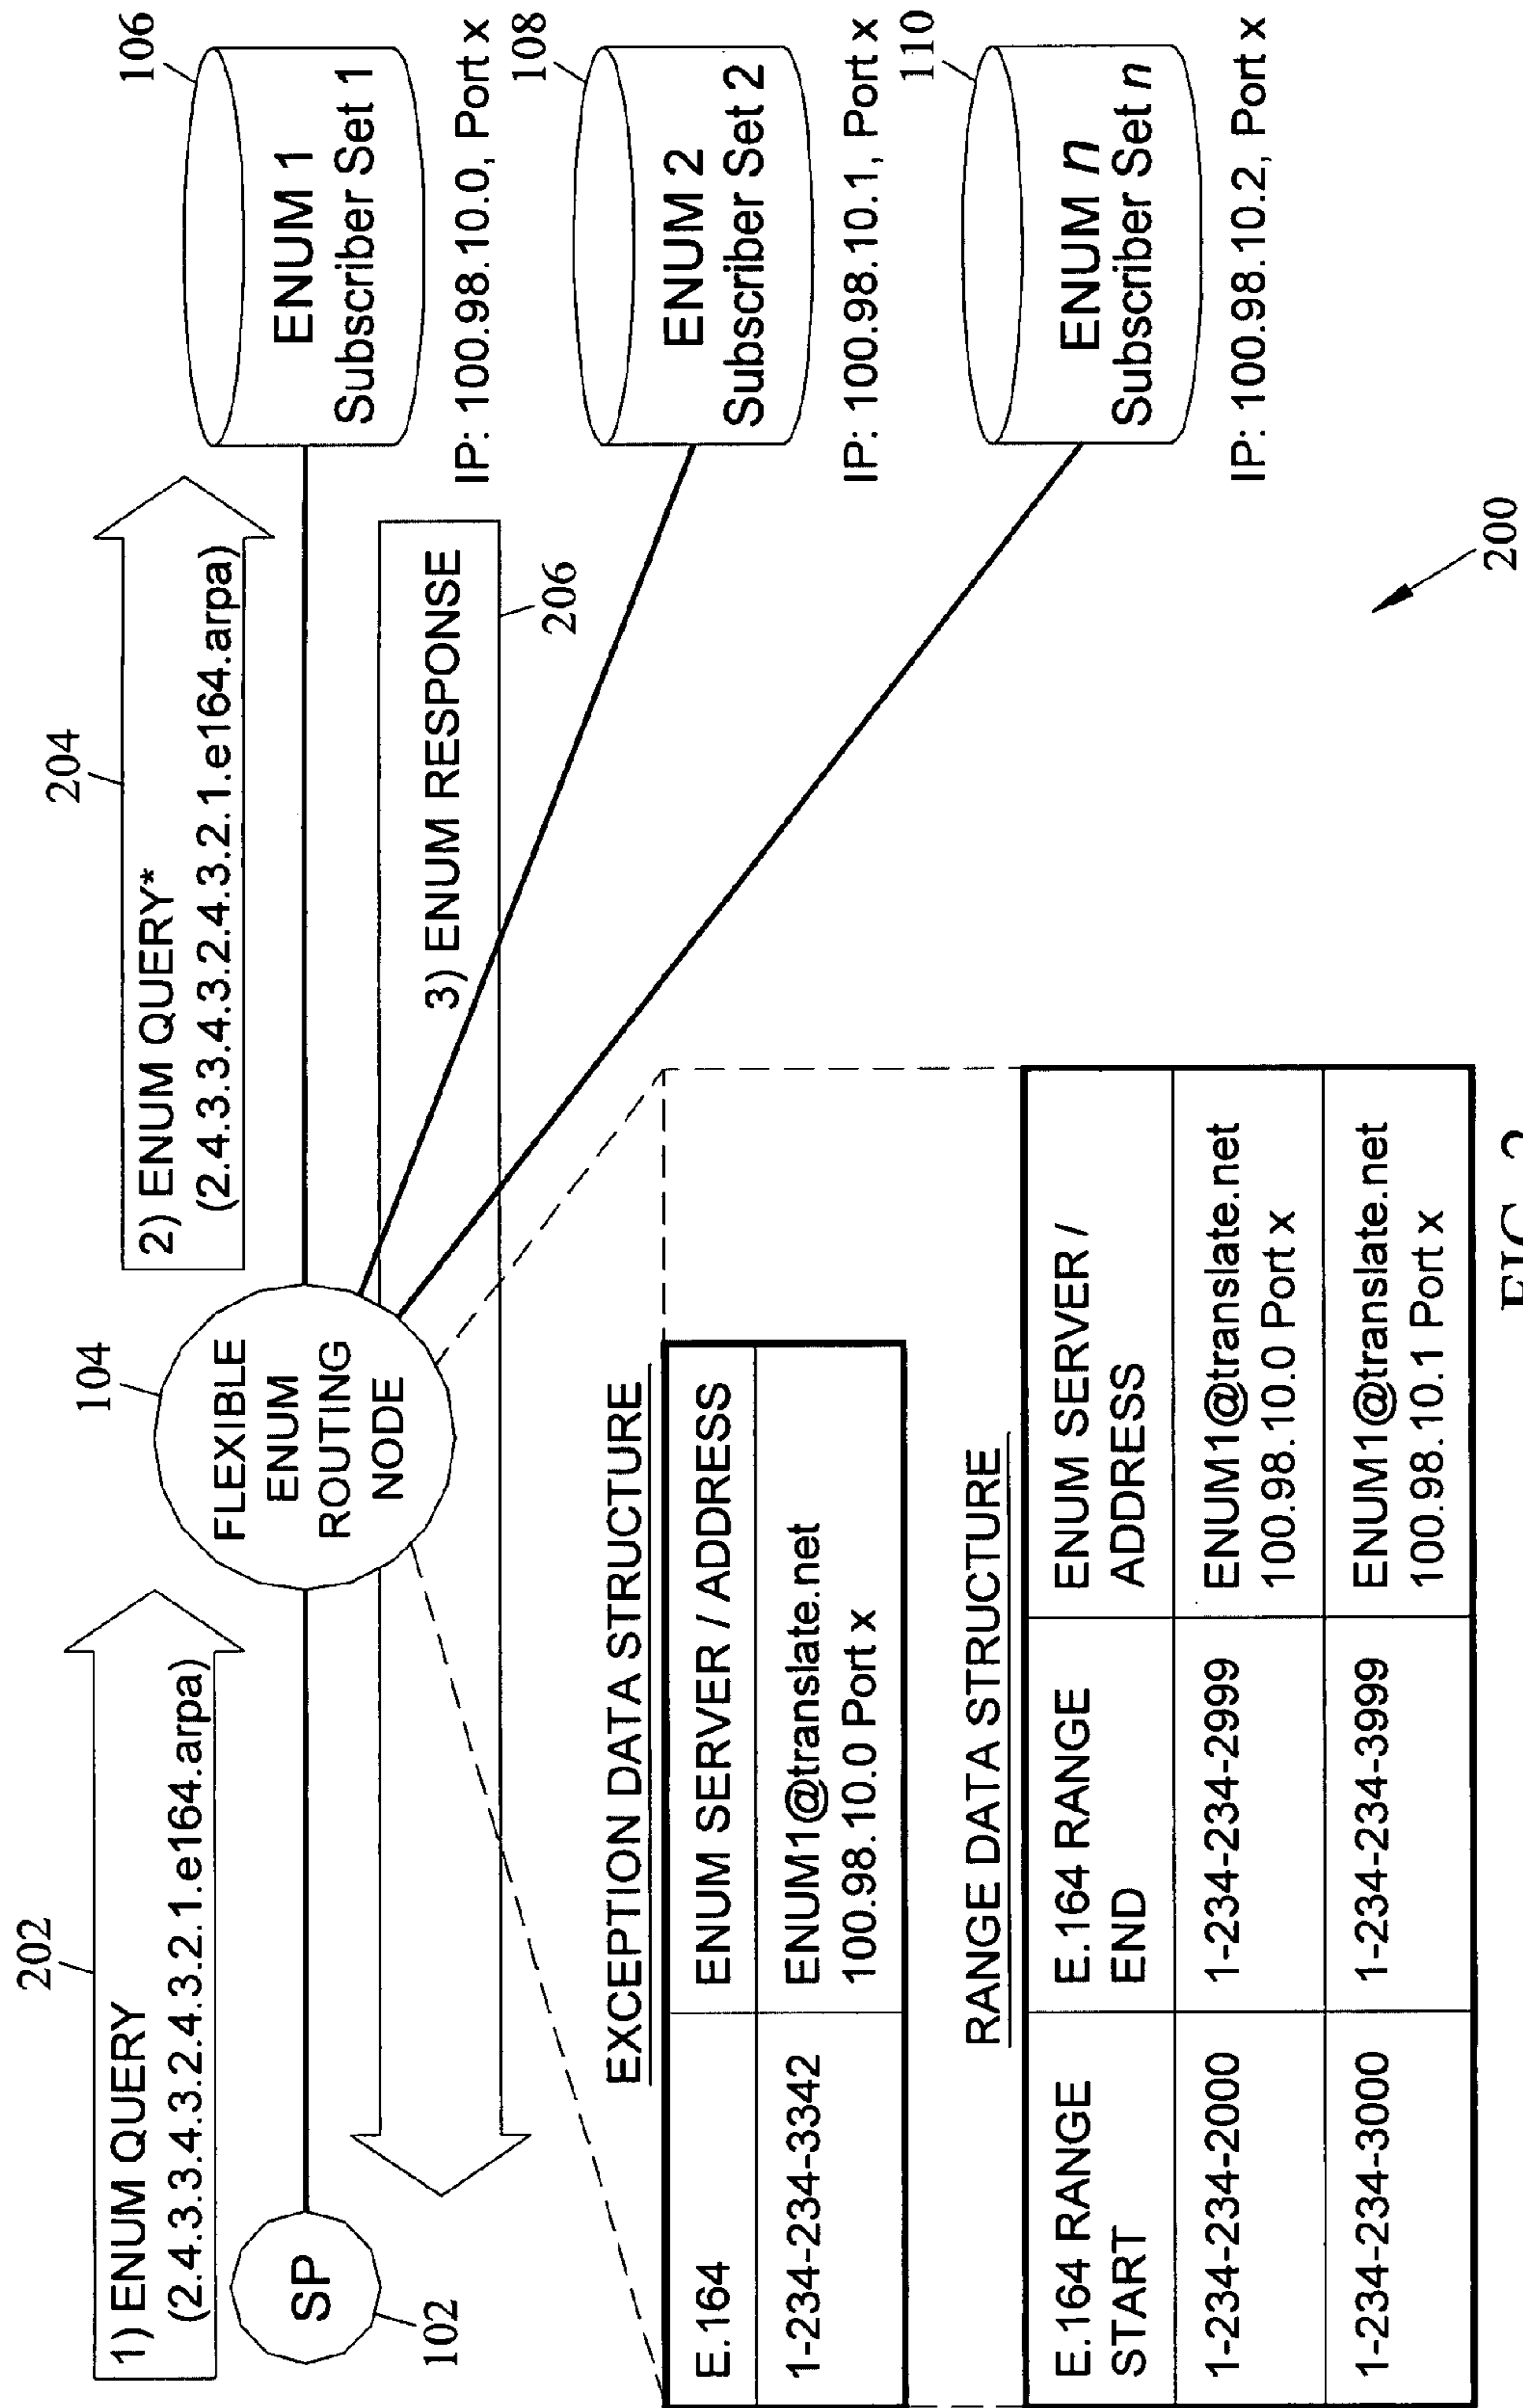 202
1) ENUM QUERY
(2.4.3.3.4.3.2.4.3.2.1.e164.arpa)
SP
102
104
FLEXIBLE
ENUM
ROUTING
NODE
204
2) ENUM QUERY*
(2.4.3.3.4.3.2.4.3.2.1.e164.arpa)
3) ENUM RESPONSE
206
106
ENUM 1
Subscriber Set 1
IP: 100.98.10.0, Port x
108
ENUM 2
Subscriber Set 2
IP: 100.98.10.1, Port x
110
ENUM n
Subscriber Set n
IP: 100.98.10.2, Port x
EXCEPTION DATA STRUCTURE
E.164
ENUM SERVER / ADDRESS
1-234-234-3342
ENUM1@translate.net
100.98.10.0 Port x
RANGE DATA STRUCTURE
E.164 RANGE
START
E.164 RANGE
END
ENUM SERVER /
ADDRESS
1-234-234-2000
1-234-234-2999
ENUM1@translate.net
100.98.10.0 Port x
1-234-234-3000
1-234-234-3999
ENUM1@translate.net
100.98.10.1 Port x
200